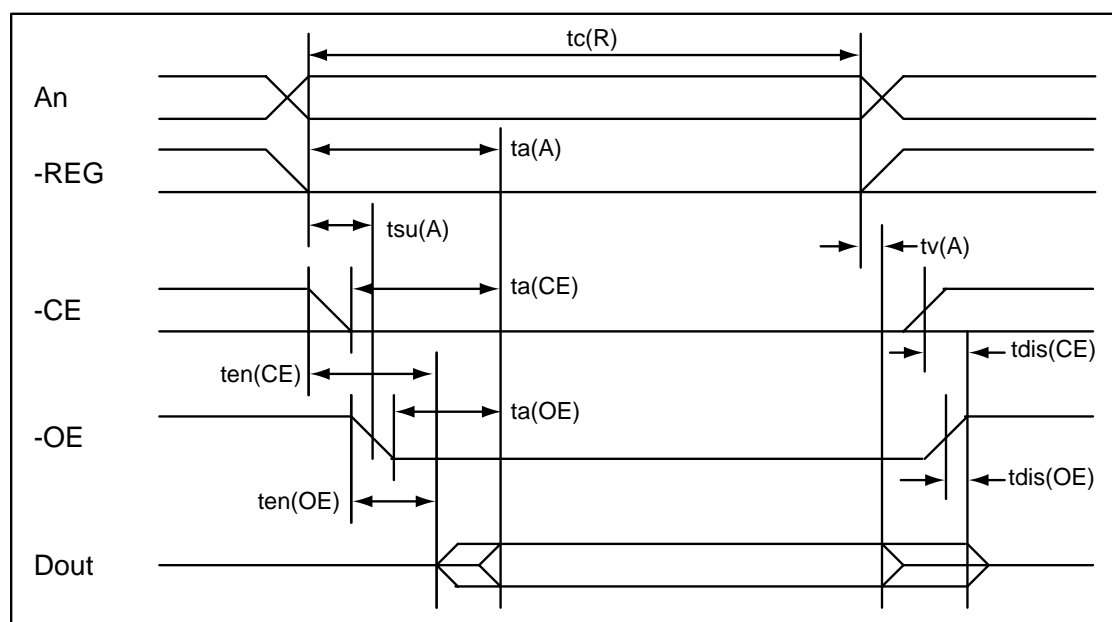 tc(R)
An
ta(A)
-REG
tsu(A)
tv(A)
ta(CE)
-CE
tdis(CE)
ten(CE)
ta(OE)
-OE
tdis(OE)
ten(OE)
Dout